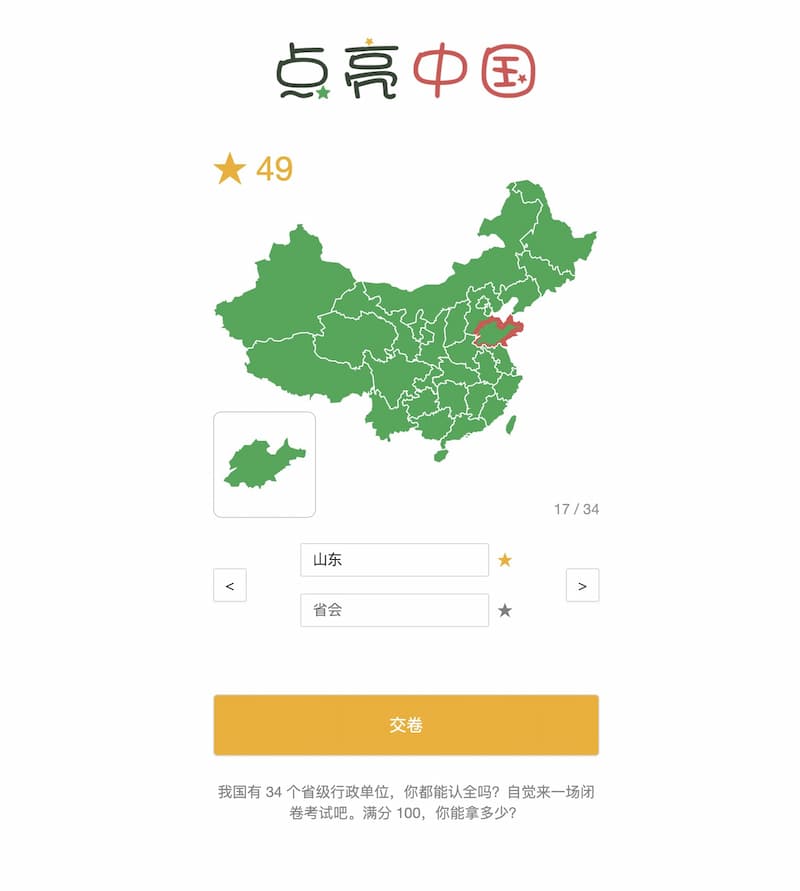 点亮中国
★ 49
17 / 34
山东 ★
<
>
省会 ★
交卷
我国有 34 个省级行政单位，你都能认全吗？自觉来一场闭
卷考试吧。满分 100，你能拿多少？